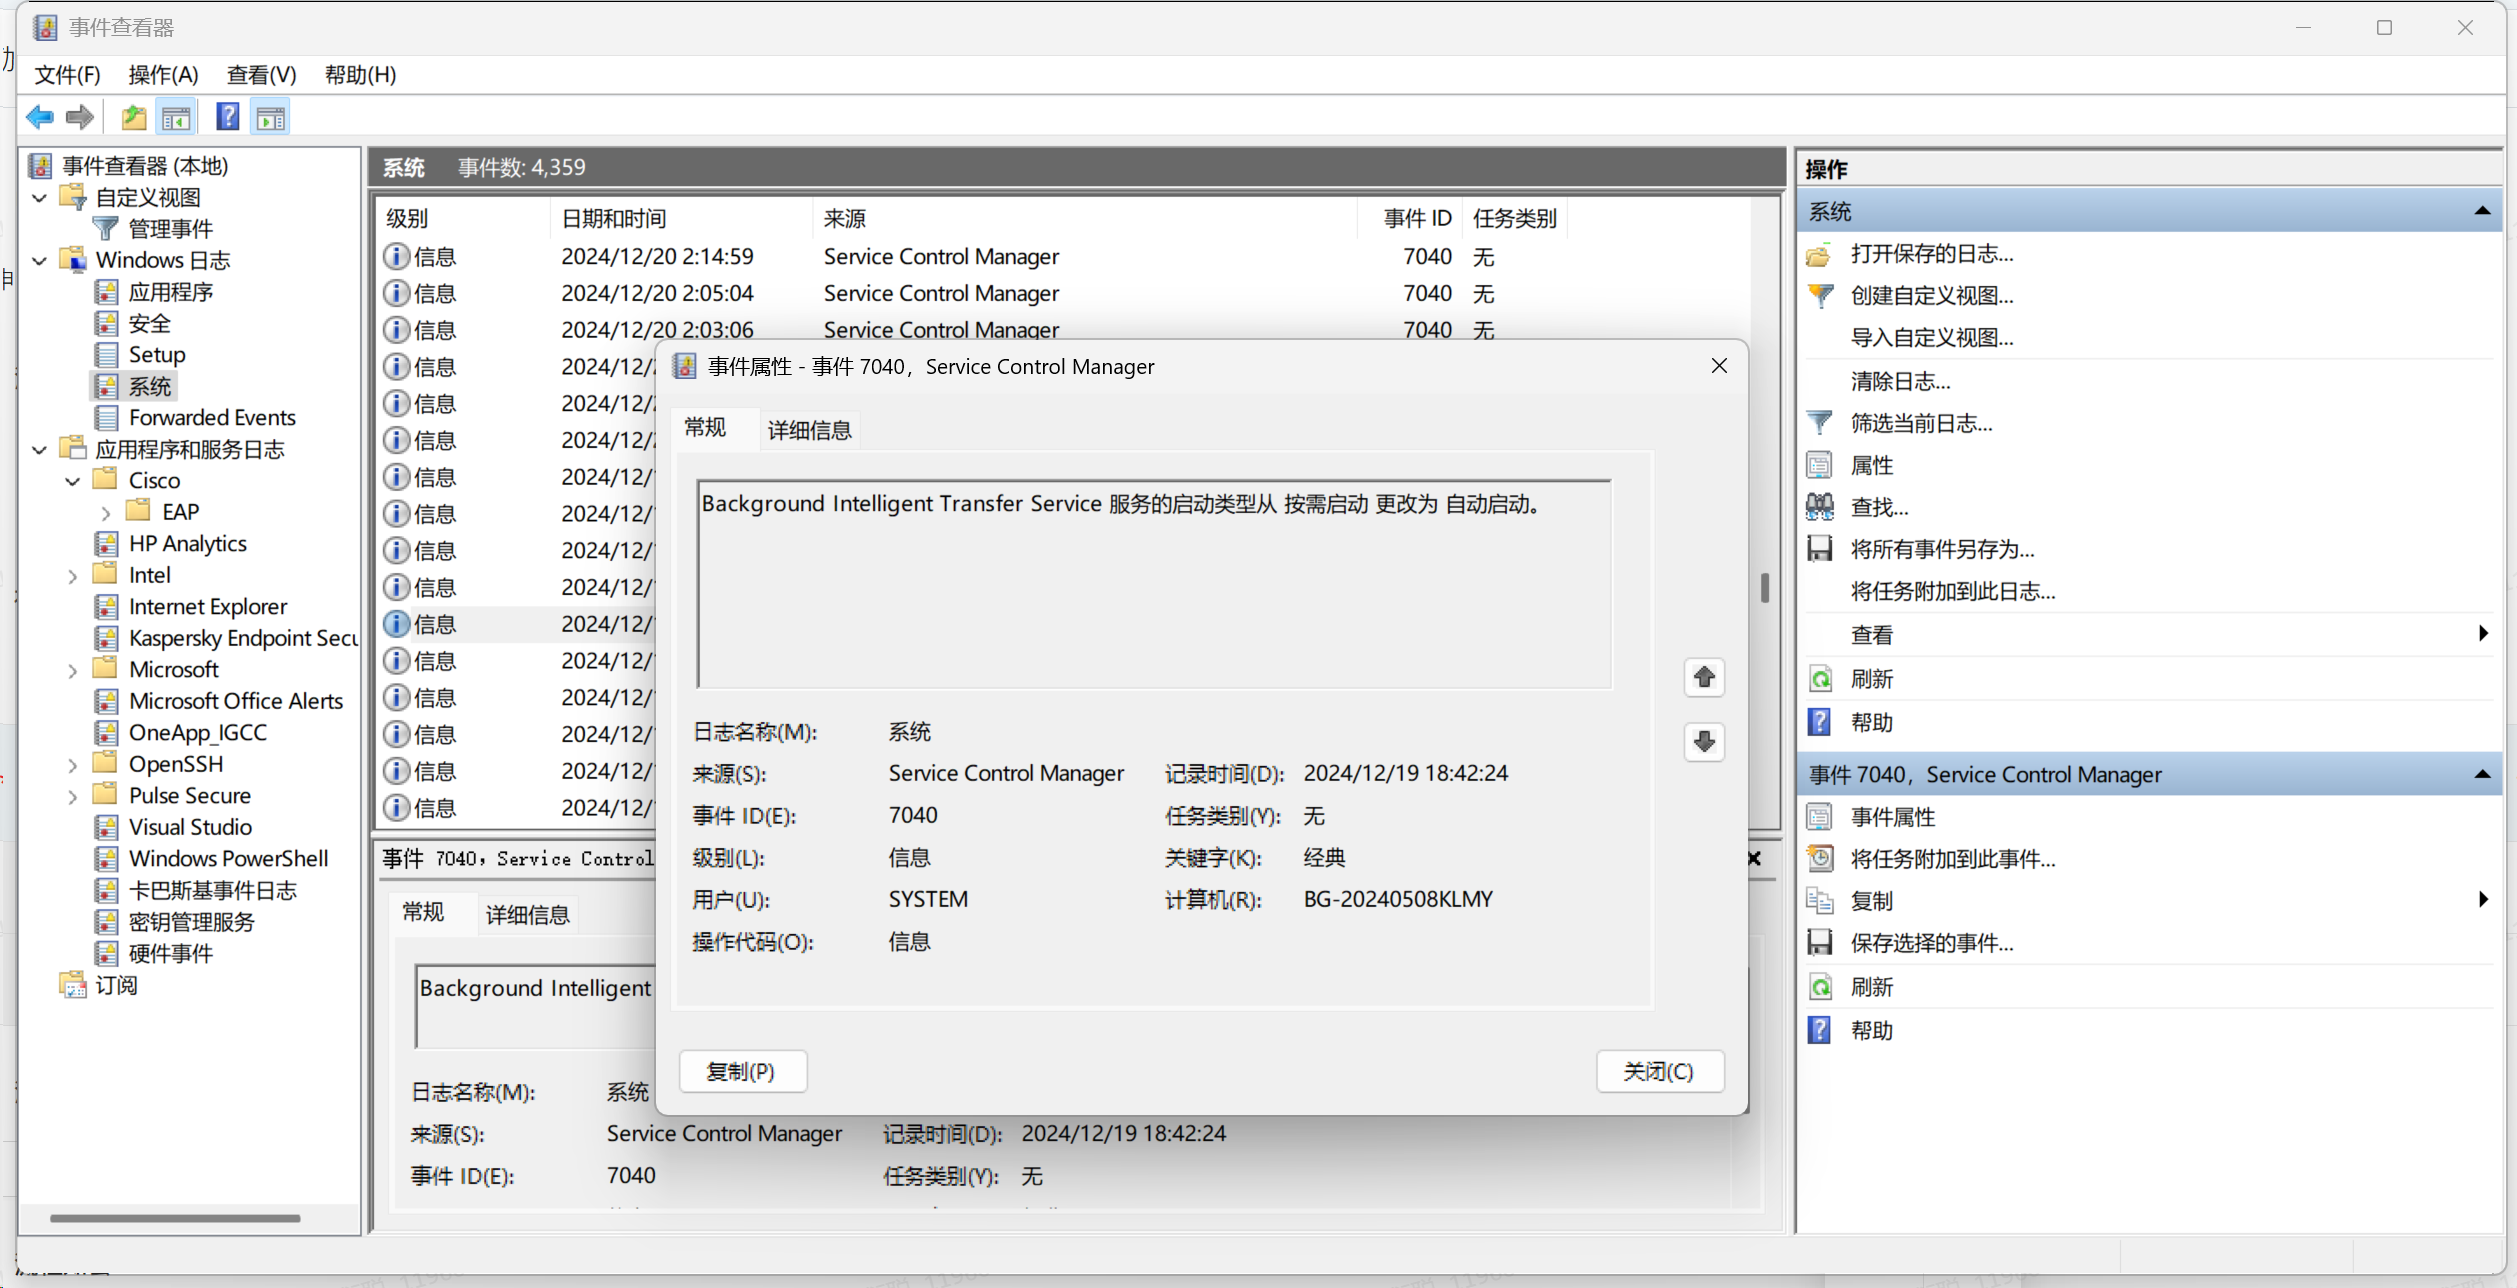 事件查看器
文件(F) 操作(A) 查看(V) 帮助(H)
事件查看器 (本地)
自定义视图
管理事件
Windows 日志
应用程序
安全
Setup
系统
Forwarded Events
应用程序和服务日志
Cisco
EAP
HP Analytics
Intel
Internet Explorer
Kaspersky Endpoint Secu
Microsoft
Microsoft Office Alerts
OneApp_IGCC
OpenSSH
Pulse Secure
Visual Studio
Windows PowerShell
卡巴斯基事件日志
密钥管理服务
硬件事件
订阅
系统 事件数: 4,359
级别 日期和时间 来源 事件 ID 任务类别
信息 2024/12/20 2:14:59 Service Control Manager 7040 无
信息 2024/12/20 2:05:04 Service Control Manager 7040 无
信息 2024/12/20 2:03:06 Service Control Manager 7040 无
信息 2024/12/
信息 2024/12/
信息 2024/12/
信息 2024/12/
信息 2024/12/
信息 2024/12/
信息 2024/12/
信息 2024/12/
信息 2024/12/
信息 2024/12/
信息 2024/12/
信息 2024/12/
信息 2024/12/
事件属性 - 事件 7040，Service Control Manager
常规 详细信息
Background Intelligent Transfer Service 服务的启动类型从 按需启动 更改为 自动启动。
日志名称(M): 系统
来源(S): Service Control Manager 记录时间(D): 2024/12/19 18:42:24
事件 ID(E): 7040 任务类别(Y): 无
级别(L): 信息 关键字(K): 经典
用户(U): SYSTEM 计算机(R): BG-20240508KLMY
操作代码(O): 信息
复制(P) 关闭(C)
事件 7040，Service Control
常规 详细信息
Background Intelligent
日志名称(M): 系统
来源(S): Service Control Manager 记录时间(D): 2024/12/19 18:42:24
事件 ID(E): 7040 任务类别(Y): 无
操作
系统
打开保存的日志...
创建自定义视图...
导入自定义视图...
清除日志...
筛选当前日志...
属性
查找...
将所有事件另存为...
将任务附加到此日志...
查看
刷新
帮助
事件 7040，Service Control Manager
事件属性
将任务附加到此事件...
复制
保存选择的事件...
刷新
帮助